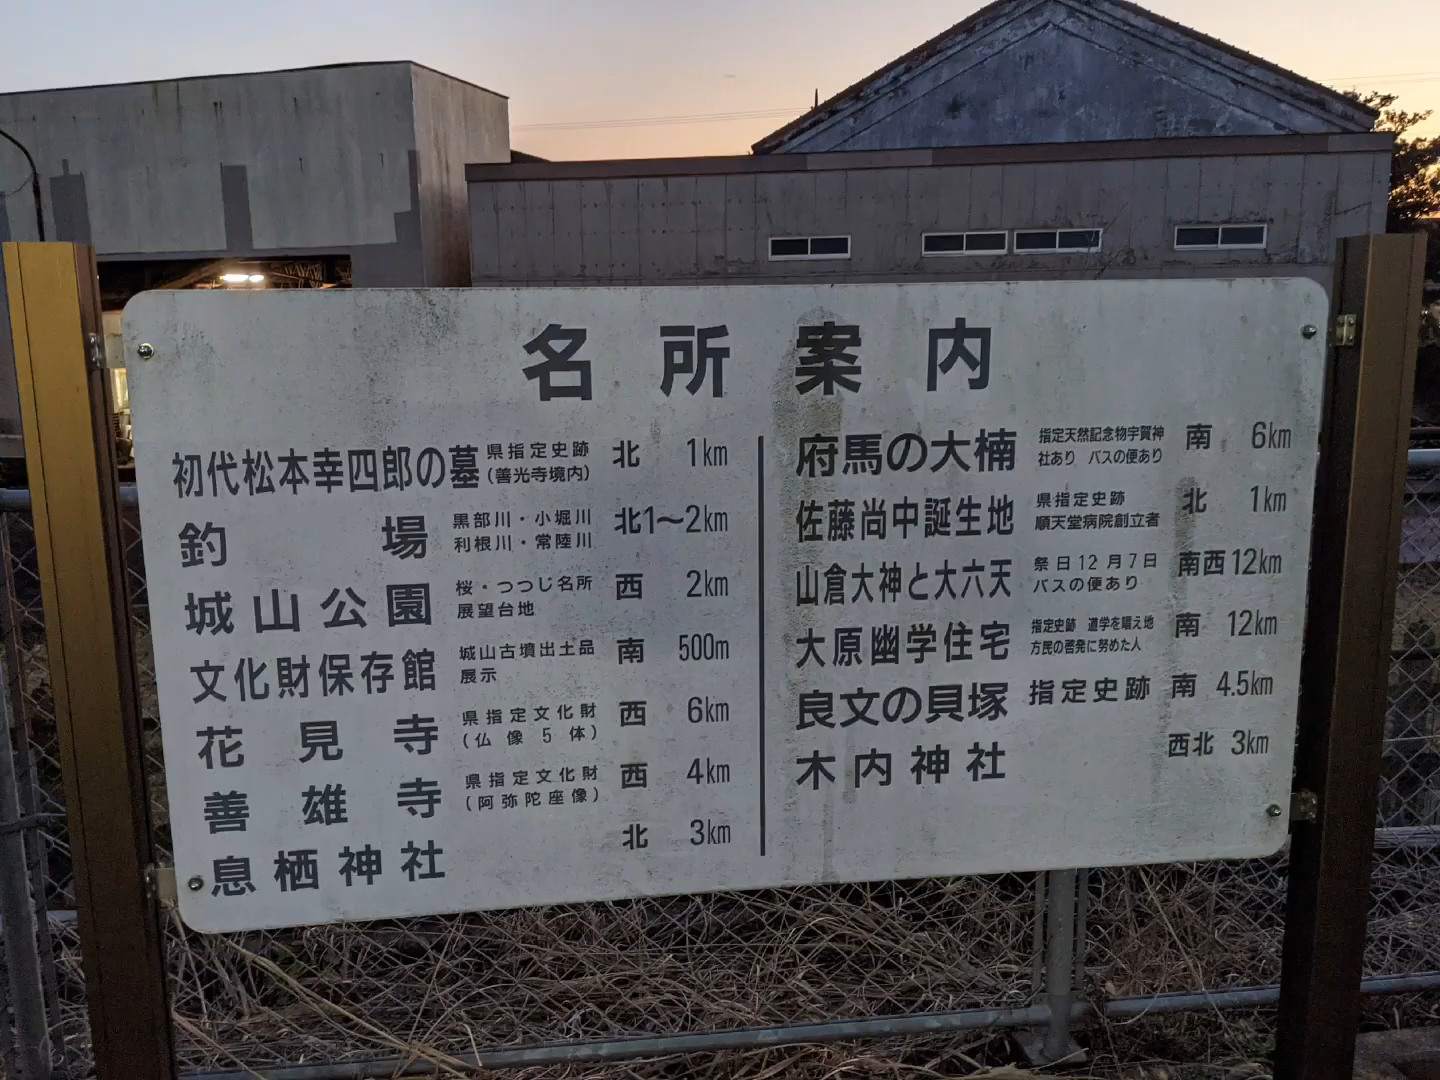 名所案内
初代松本幸四郎の墓 県指定史跡(善光寺境内) 北 1km
釣場 黒部川・小堀川 利根川・常陸川 北1〜2km
城山公園 桜・つつじ名所 展望台地 西 2km
文化財保存館 城山古墳出土品 展示 南 500m
花見寺 県指定文化財(仏像5体) 西 6km
善雄寺 県指定文化財(阿弥陀座像) 西 4km
息栖神社 北 3km
府馬の大楠 指定天然記念物宇賀神社あり バスの便あり 南 6km
佐藤尚中誕生地 県指定史跡 順天堂病院創立者 北 1km
山倉大神と大六天 祭日12月7日 バスの便あり 南西12km
大原幽学住宅 指定史跡 道学を唱え地方民の啓発に努めた人 南 12km
良文の貝塚 指定史跡 南 4.5km
木内神社 西北 3km